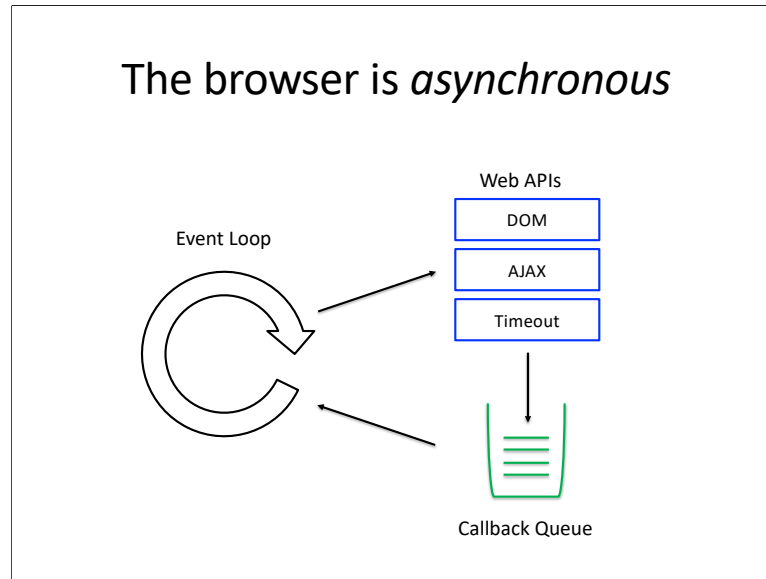 The browser is asynchronous
Web APIs
DOM
Event Loop
AJAX
Timeout
Callback Queue